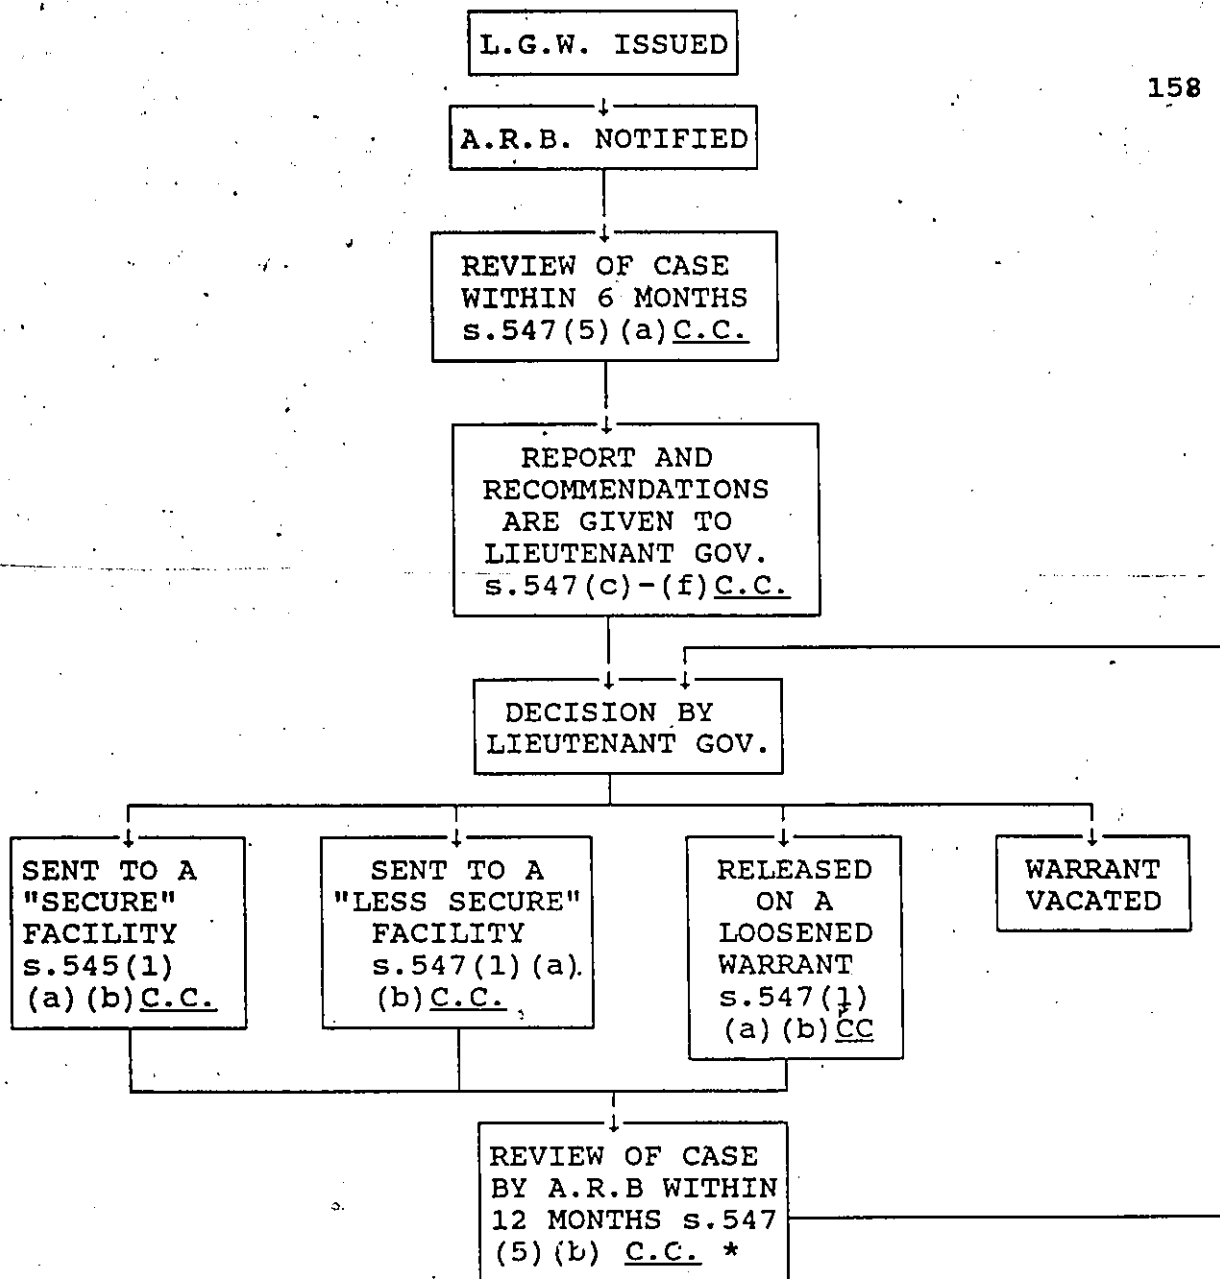 L.G.W. ISSUED
158
A.R.B. NOTIFIED
REVIEW OF CASE
WITHIN 6 MONTHS
s.547(5)(a)C.C.
REPORT AND
RECOMMENDATIONS
ARE GIVEN TO
LIEUTENANT GOV.
s.547(c)-(f)C.C.
DECISION BY
LIEUTENANT GOV.
SENT TO A
"SECURE"
FACILITY
s.545(1)
(a)(b)C.C.
SENT TO A
"LESS SECURE"
FACILITY
s.547(1)(a)
(b)C.C.
RELEASED
ON A
LOOSENED
WARRANT
s.547(1)
(a)(b)CC
WARRANT
VACATED
REVIEW OF CASE
BY A.R.B WITHIN
12 MONTHS s.547
(5)(b) C.C. *